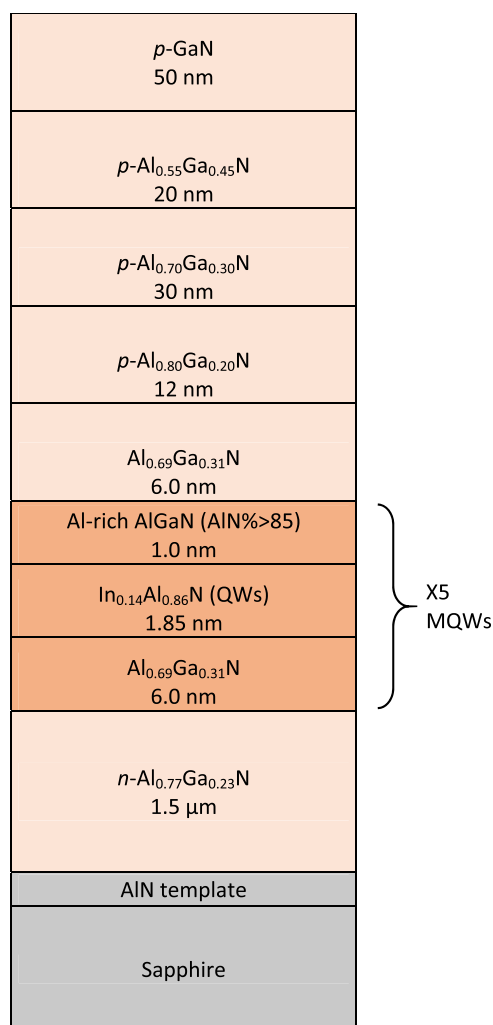 p-GaN
50 nm
p-Al₀.₅₅Ga₀.₄₅N
20 nm
p-Al₀.₇₀Ga₀.₃₀N
30 nm
p-Al₀.₈₀Ga₀.₂₀N
12 nm
Al₀.₆₉Ga₀.₃₁N
6.0 nm
Al-rich AlGaN (AlN%>85)
1.0 nm
In₀.₁₄Al₀.₈₆N (QWs)
1.85 nm
X5
MQWs
Al₀.₆₉Ga₀.₃₁N
6.0 nm
n-Al₀.₇₇Ga₀.₂₃N
1.5 µm
AlN template
Sapphire